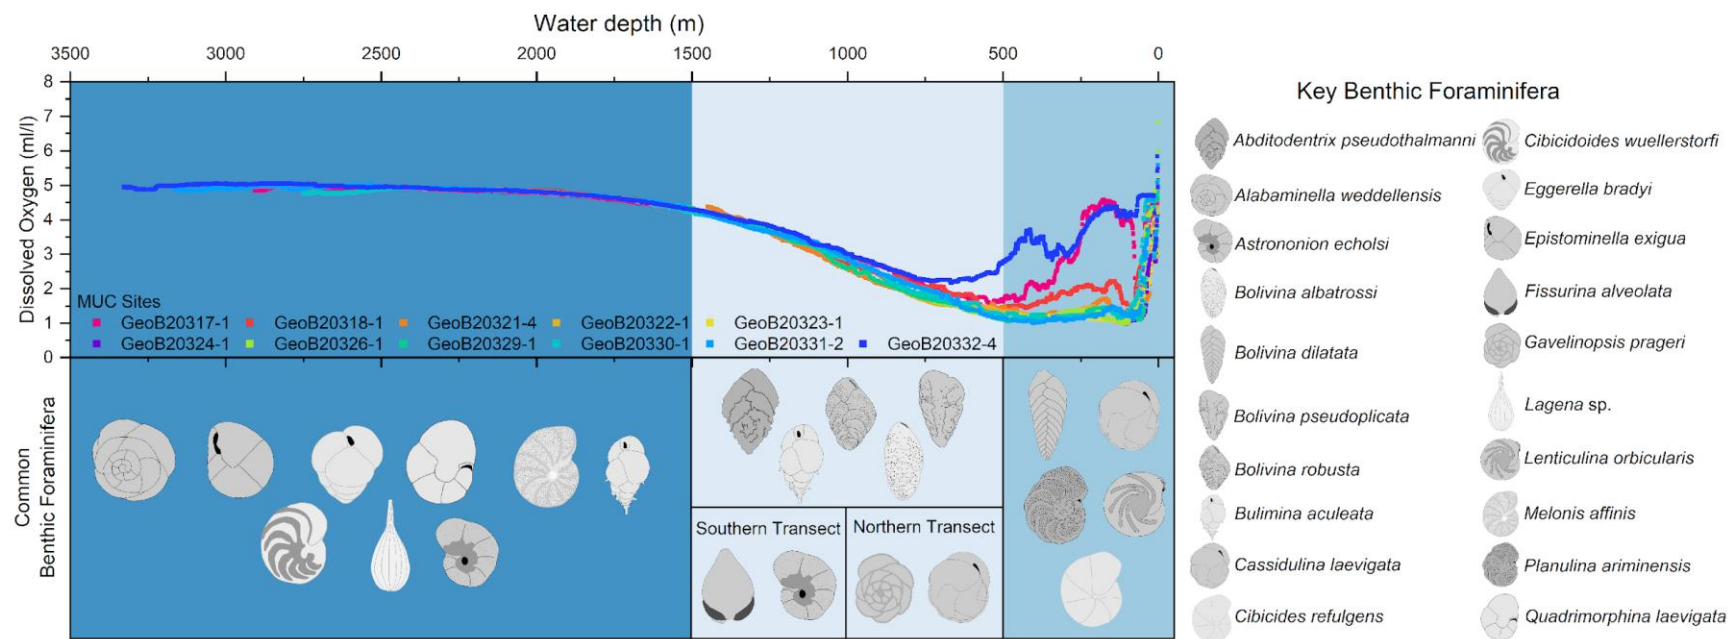 Water depth (m)
3500 3000 2500 2000 1500 1000 500 0
Dissolved Oxygen (ml/l)
8
7
6
5
4
3
2
1
0
MUC Sites
GeoB20317-1 GeoB20318-1 GeoB20321-4 GeoB20322-1 GeoB20323-1
GeoB20324-1 GeoB20326-1 GeoB20329-1 GeoB20330-1 GeoB20331-2 GeoB20332-4
Common
Benthic Foraminifera
Southern Transect Northern Transect
Key Benthic Foraminifera
Abditodentrix pseudothalmanni
Alabaminella weddellensis
Astrononion echolsi
Bolivina albatrossi
Bolivina dilatata
Bolivina pseudoplicata
Bolivina robusta
Bulimina aculeata
Cassidulina laevigata
Cibicides refulgens
Cibicidoides wuellerstorfi
Eggerella bradyi
Epistominella exigua
Fissurina alveolata
Gavelinopsis prageri
Lagena sp.
Lenticulina orbicularis
Melonis affinis
Planulina ariminensis
Quadrimorphina laevigata